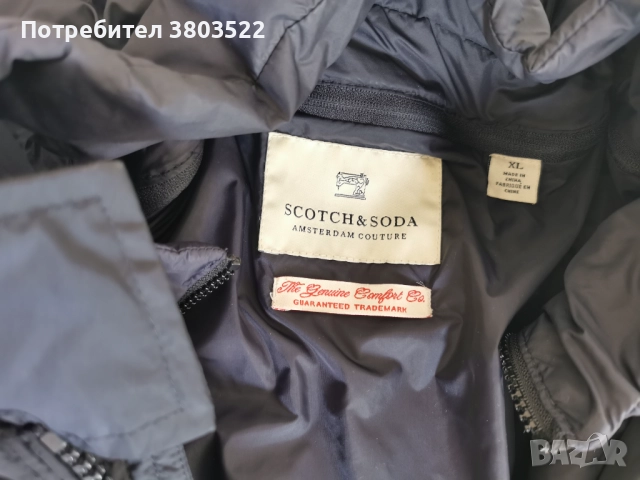 Потребител 3803522
SCOTCH & SODA
AMSTERDAM COUTURE
The Genuine Comfort Co.
GUARANTEED TRADEMARK
XL
MADE IN
CHINA
FABRIQUÉ EN
CHINE
BAZAR